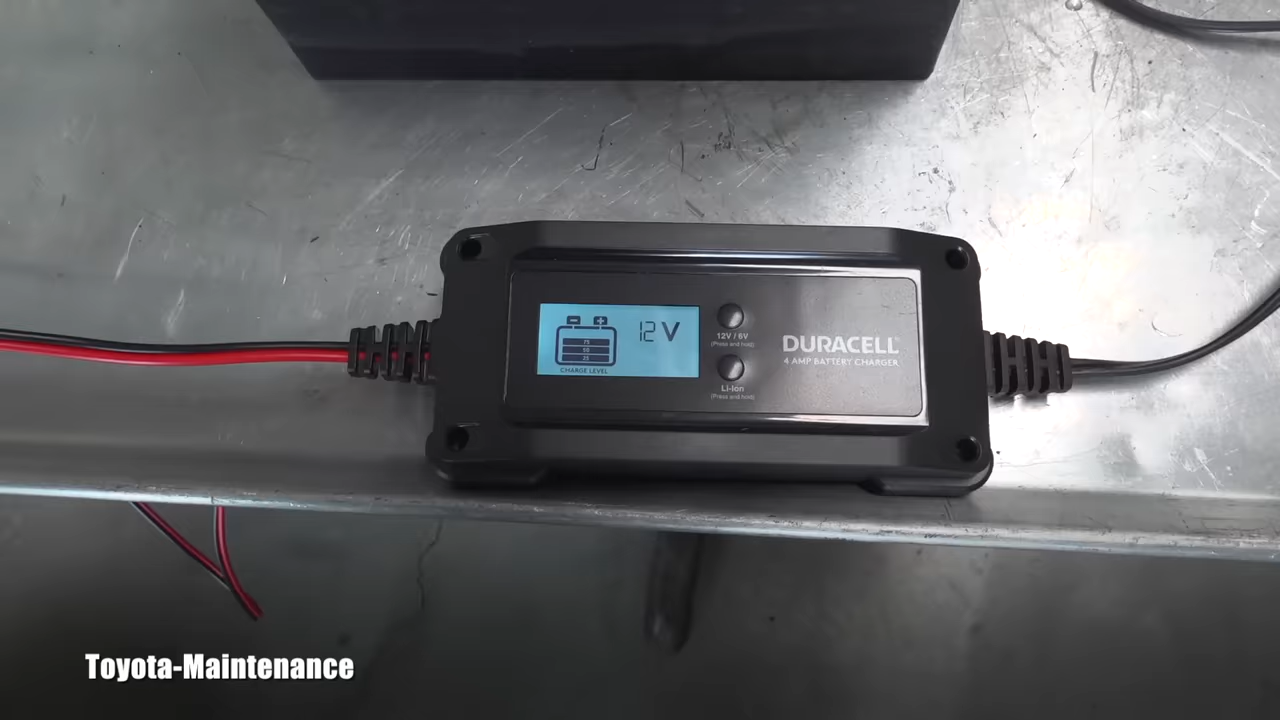 12V
75
50
25
CHARGE LEVEL
12V / 6V
(Press and hold)
Li-Ion
(Press and hold)
DURACELL
4 AMP BATTERY CHARGER
Toyota-Maintenance